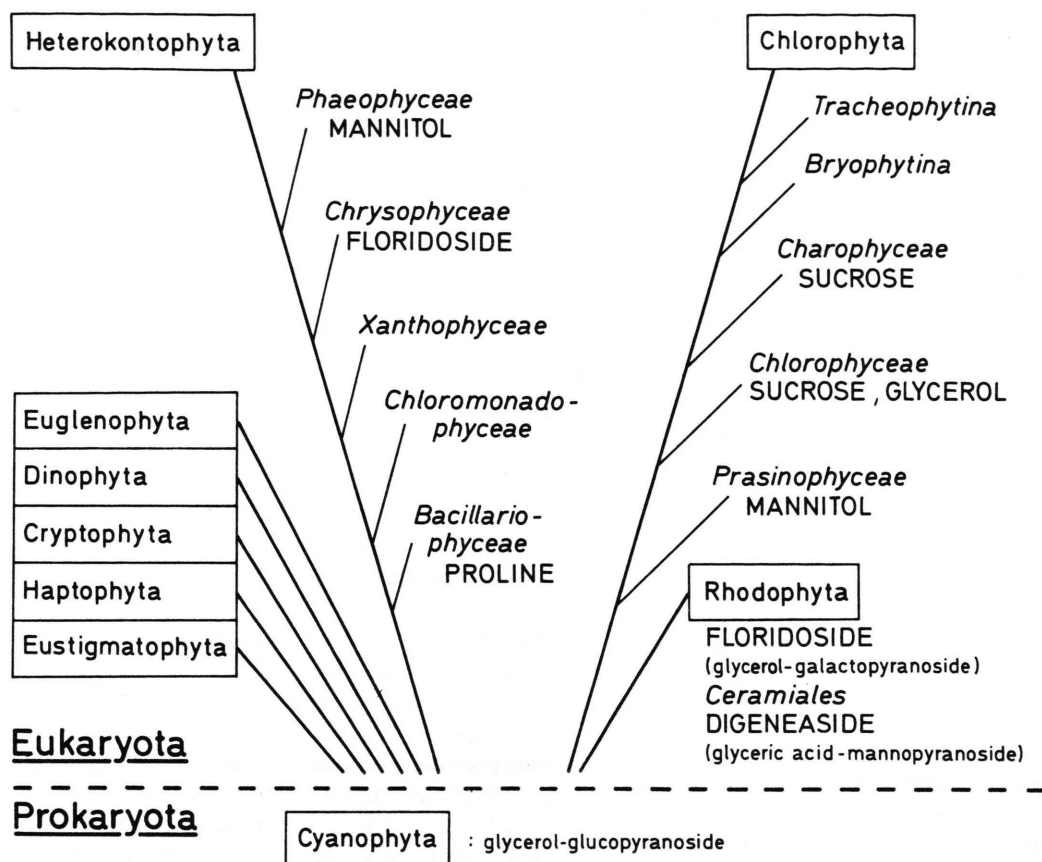 Heterokontophyta
Phaeophyceae
MANNITOL
Chrysophyceae
FLORIDOSIDE
Xanthophyceae
Chloromonado-
phyceae
Bacillario-
phyceae
PROLINE
Euglenophyta
Dinophyta
Cryptophyta
Haptophyta
Eustigmatophyta
Chlorophyta
Tracheophytina
Bryophytina
Charophyceae
SUCROSE
Chlorophyceae
SUCROSE , GLYCEROL
Prasinophyceae
MANNITOL
Rhodophyta
FLORIDOSIDE
(glycerol-galactopyranoside)
Ceramiales
DIGENEASIDE
(glyceric acid-mannopyranoside)
Eukaryota
Prokaryota
Cyanophyta : glycerol-glucopyranoside